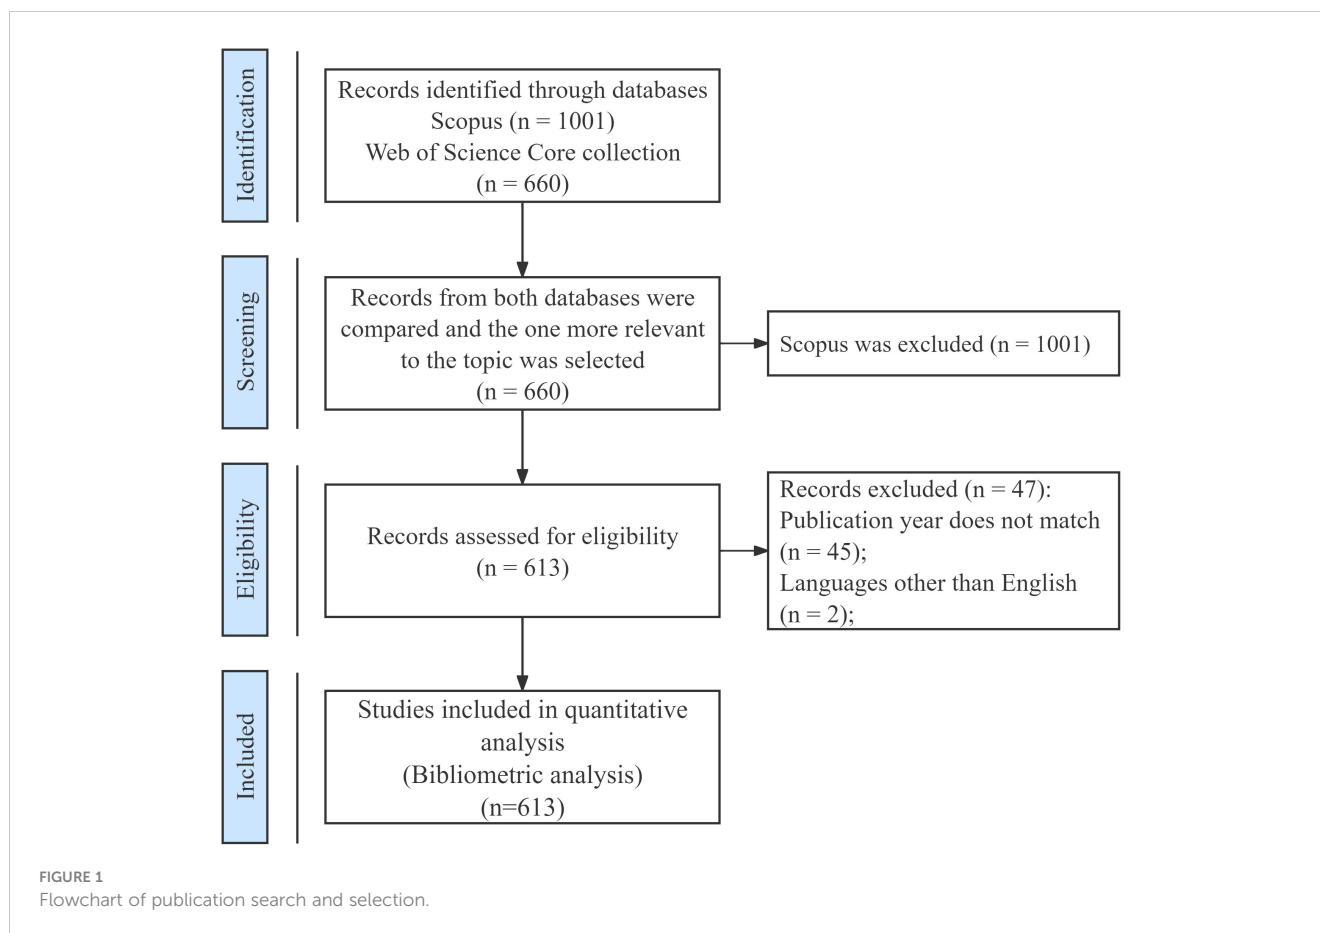 Identification
Records identified through databases
Scopus (n = 1001)
Web of Science Core collection
(n = 660)
Screening
Records from both databases were
compared and the one more relevant
to the topic was selected
(n = 660)
Scopus was excluded (n = 1001)
Eligibility
Records assessed for eligibility
(n = 613)
Records excluded (n = 47):
Publication year does not match
(n = 45);
Languages other than English
(n = 2);
Included
Studies included in quantitative
analysis
(Bibliometric analysis)
(n=613)
FIGURE 1
Flowchart of publication search and selection.